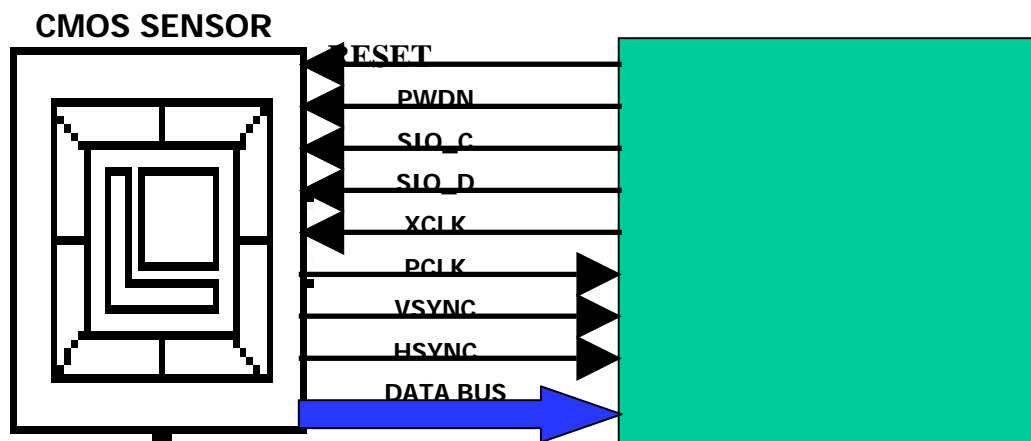 CMOS SENSOR
RESET
PWDN
SIO_C
SIO_D
XCLK
PCLK
VSYNC
HSYNC
DATA BUS